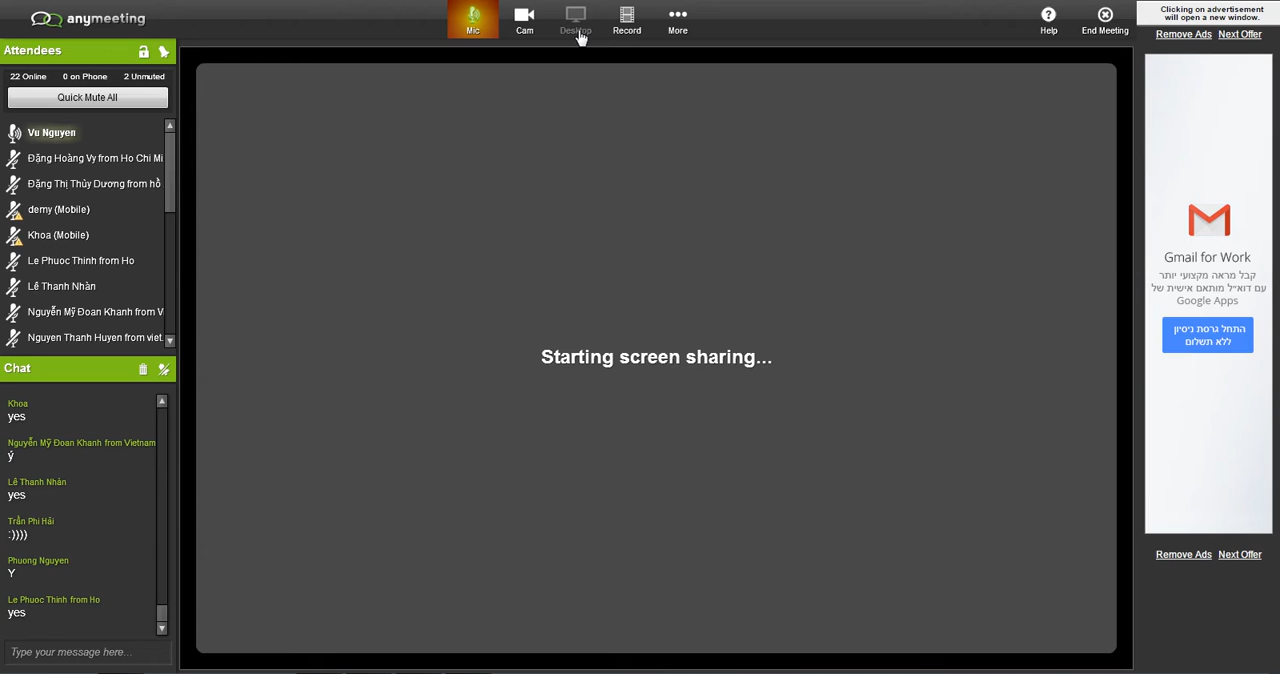 anymeeting
Mic
Cam
Desktop
Record
More
Help
End Meeting
Clicking on advertisement
will open a new window.
Remove Ads Next Offer
Attendees
22 Online 0 on Phone 2 Unmuted
Quick Mute All
Vu Nguyen
Đặng Hoàng Vy from Ho Chi Mi
Đặng Thị Thủy Dương from hồ
demy (Mobile)
Khoa (Mobile)
Le Phuoc Thinh from Ho
Lê Thanh Nhàn
Nguyễn Mỹ Đoan Khanh from V
Nguyen Thanh Huyen from viet
Chat
Khoa
yes
Nguyễn Mỹ Đoan Khanh from Vietnam
ý
Lê Thanh Nhàn
yes
Trần Phi Hải
:))))
Phuong Nguyen
Y
Le Phuoc Thinh from Ho
yes
Type your message here...
Starting screen sharing...
Gmail for Work
קבל מראה מקצועי יותר
עם דוא"ל מותאם אישית של
Google Apps
התחל גרסת ניסיון
ללא תשלום
Remove Ads Next Offer